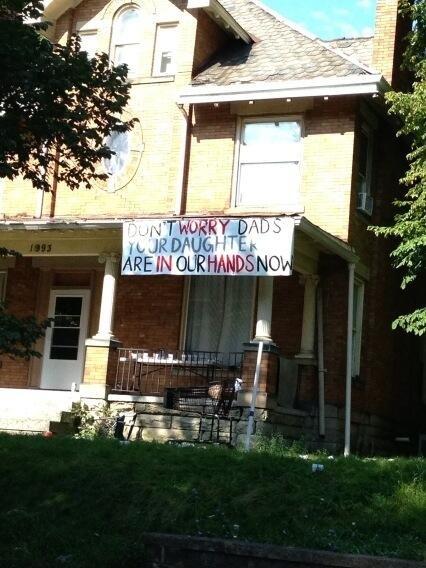 1993
DON'T WORRY DADS
YOUR DAUGHTER
ARE IN OUR HANDS NOW